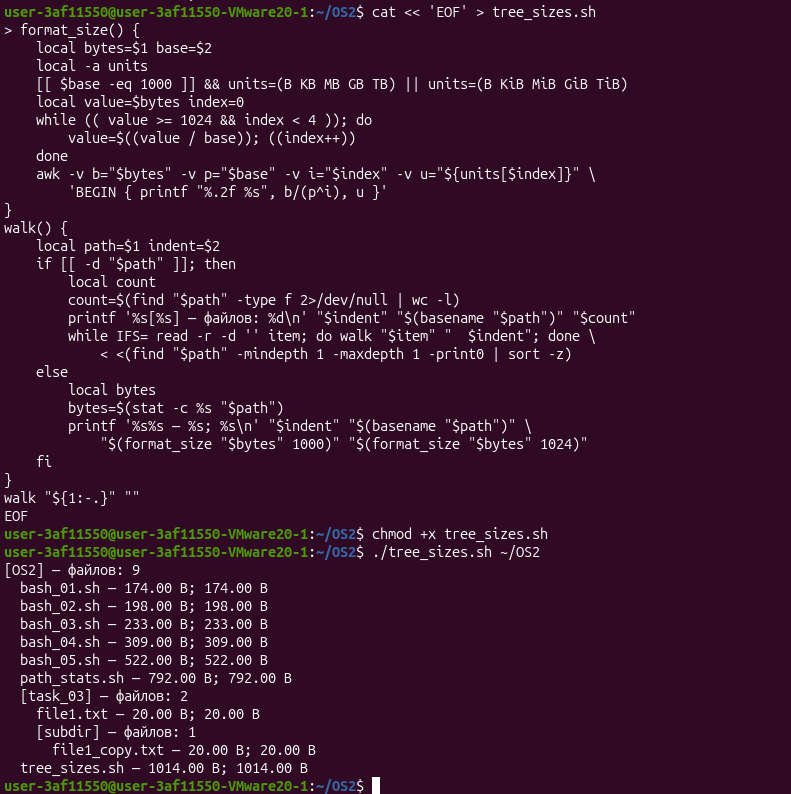 user-3af11550@user-3af11550-VMware20-1:~/OS2$ cat << 'EOF' > tree_sizes.sh
> format_size() {
    local bytes=$1 base=$2
    local -a units
    [[ $base -eq 1000 ]] && units=(B KB MB GB TB) || units=(B KiB MiB GiB TiB)
    local value=$bytes index=0
    while (( value >= 1024 && index < 4 )); do
        value=$((value / base)); ((index++))
    done
    awk -v b="$bytes" -v p="$base" -v i="$index" -v u="${units[$index]}" \
        'BEGIN { printf "%.2f %s", b/(p^i), u }'
}
walk() {
    local path=$1 indent=$2
    if [[ -d "$path" ]]; then
        local count
        count=$(find "$path" -type f 2>/dev/null | wc -l)
        printf '%s[%s] — файлов: %d\n' "$indent" "$(basename "$path")" "$count"
        while IFS= read -r -d '' item; do walk "$item" "  $indent"; done \
            < <(find "$path" -mindepth 1 -maxdepth 1 -print0 | sort -z)
    else
        local bytes
        bytes=$(stat -c %s "$path")
        printf '%s%s — %s; %s\n' "$indent" "$(basename "$path")" \
            "$(format_size "$bytes" 1000)" "$(format_size "$bytes" 1024)"
    fi
}
walk "${1:-.}" ""
EOF
user-3af11550@user-3af11550-VMware20-1:~/OS2$ chmod +x tree_sizes.sh
user-3af11550@user-3af11550-VMware20-1:~/OS2$ ./tree_sizes.sh ~/OS2
[OS2] — файлов: 9
  bash_01.sh — 174.00 B; 174.00 B
  bash_02.sh — 198.00 B; 198.00 B
  bash_03.sh — 233.00 B; 233.00 B
  bash_04.sh — 309.00 B; 309.00 B
  bash_05.sh — 522.00 B; 522.00 B
  path_stats.sh — 792.00 B; 792.00 B
  [task_03] — файлов: 2
    file1.txt — 20.00 B; 20.00 B
    [subdir] — файлов: 1
      file1_copy.txt — 20.00 B; 20.00 B
  tree_sizes.sh — 1014.00 B; 1014.00 B
user-3af11550@user-3af11550-VMware20-1:~/OS2$